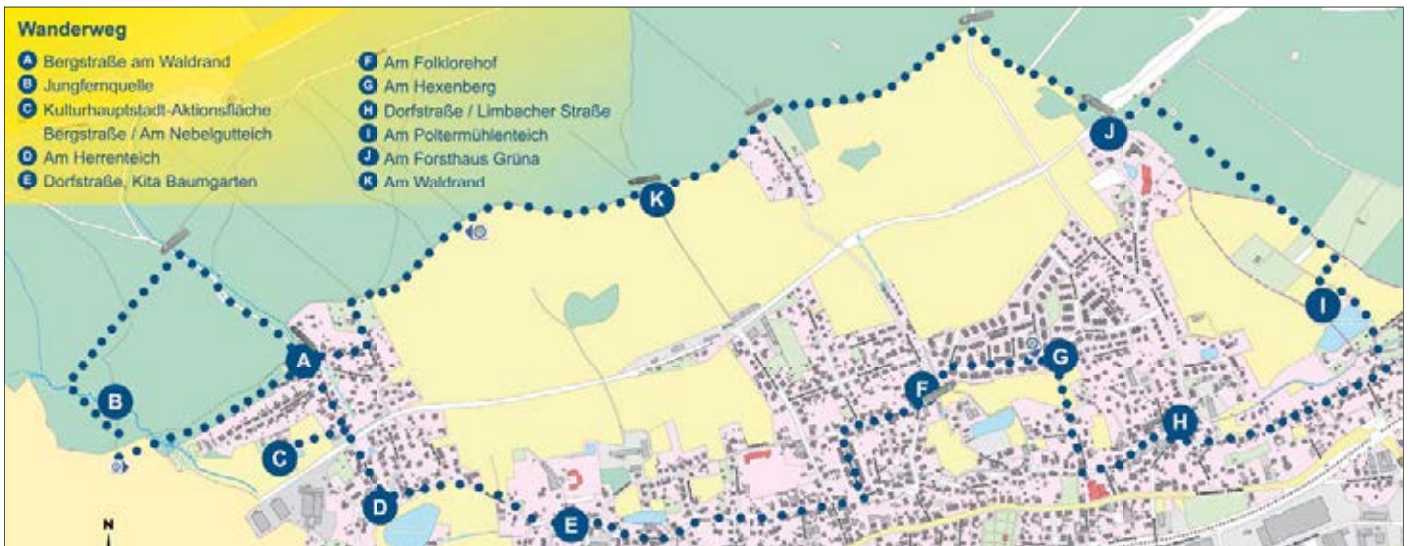 Wanderweg
A Bergstraße am Waldrand
B Jungfernquelle
C Kulturhauptstadt-Aktionsfläche
Bergstraße / Am Nebelgutteich
D Am Herrenteich
E Dorfstraße, Kita Baumgarten
F Am Folklorehof
G Am Hexenberg
H Dorfstraße / Limbacher Straße
I Am Poltermühlenteich
J Am Forsthaus Grüna
K Am Waldrand
J
K
I
A
G
F
B
H
C
D
E
N